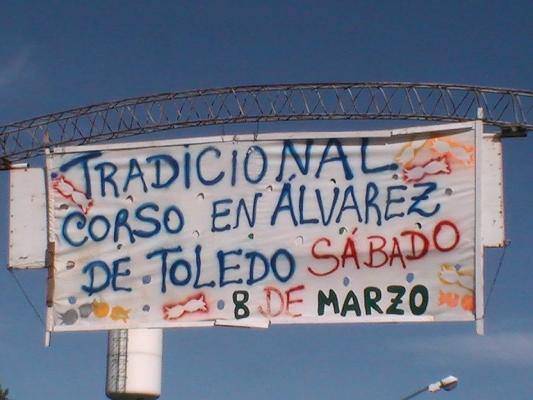 TRADICIONAL
CORSO EN ÁLVAREZ
DE TOLEDO SÁBADO
8 DE MARZO